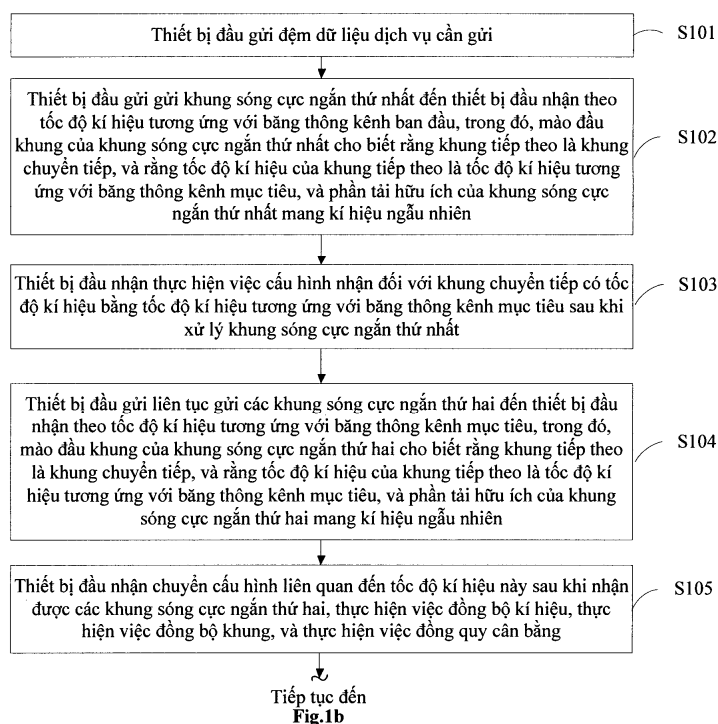 Thiết bị đầu gửi đệm dữ liệu dịch vụ cần gửi
S101
Thiết bị đầu gửi gửi khung sóng cực ngắn thứ nhất đến thiết bị đầu nhận theo
tốc độ kí hiệu tương ứng với băng thông kênh ban đầu, trong đó, mào đầu
khung của khung sóng cực ngắn thứ nhất cho biết rằng khung tiếp theo là khung
chuyển tiếp, và rằng tốc độ kí hiệu của khung tiếp theo là tốc độ kí hiệu tương
ứng với băng thông kênh mục tiêu, và phần tải hữu ích của khung sóng cực
ngắn thứ nhất mang kí hiệu ngẫu nhiên
S102
Thiết bị đầu nhận thực hiện việc cấu hình nhận đối với khung chuyển tiếp có tốc
độ kí hiệu bằng tốc độ kí hiệu tương ứng với băng thông kênh mục tiêu sau khi
xử lý khung sóng cực ngắn thứ nhất
S103
Thiết bị đầu gửi liên tục gửi các khung sóng cực ngắn thứ hai đến thiết bị đầu
nhận theo tốc độ kí hiệu tương ứng với băng thông kênh mục tiêu, trong đó,
mào đầu khung của khung sóng cực ngắn thứ hai cho biết rằng khung tiếp theo
là khung chuyển tiếp, và rằng tốc độ kí hiệu của khung tiếp theo là tốc độ kí
hiệu tương ứng với băng thông kênh mục tiêu, và phần tải hữu ích của khung
sóng cực ngắn thứ hai mang kí hiệu ngẫu nhiên
S104
Thiết bị đầu nhận chuyển cấu hình liên quan đến tốc độ kí hiệu này sau khi nhận
được các khung sóng cực ngắn thứ hai, thực hiện việc đồng bộ kí hiệu, thực
hiện việc đồng bộ khung, và thực hiện việc đồng quy cân bằng
S105
Tiếp tục đến
Fig.1b